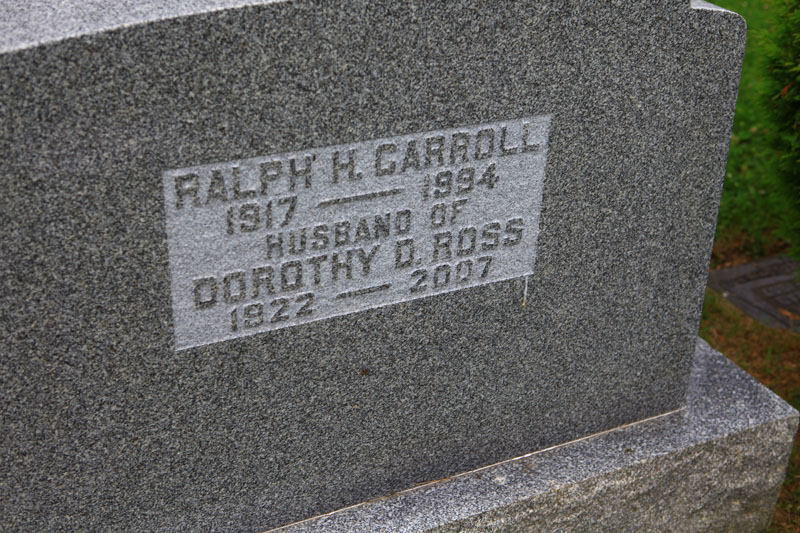 RALPH H. CARROLL
1917 — 1994
HUSBAND OF
DOROTHY D. ROSS
1922 — 2007